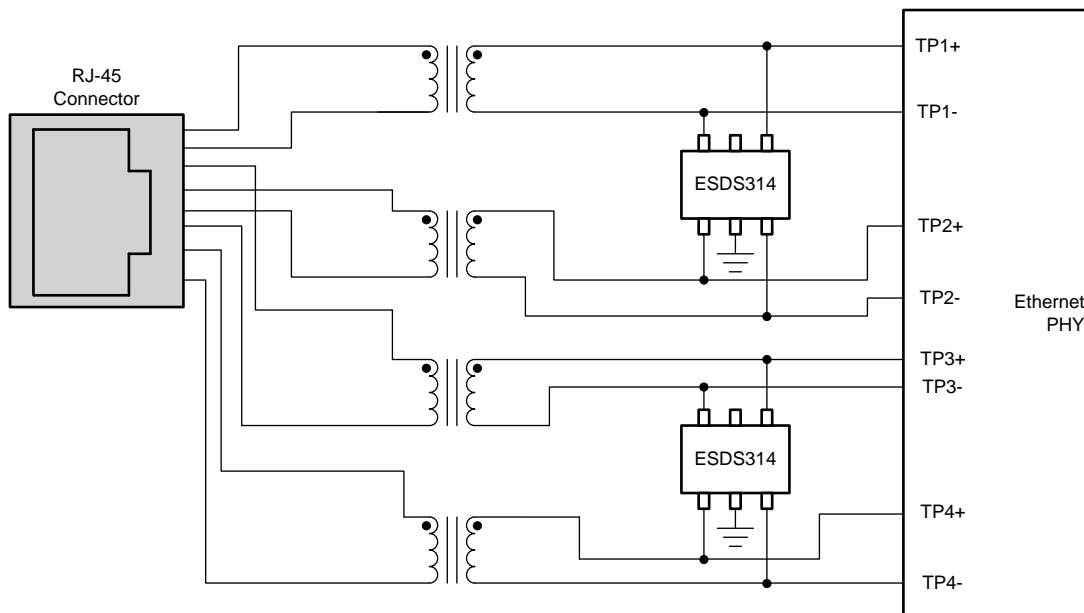 RJ-45
Connector
TP1+
TP1-
ESDS314
TP2+
TP2-
Ethernet
PHY
TP3+
TP3-
ESDS314
TP4+
TP4-